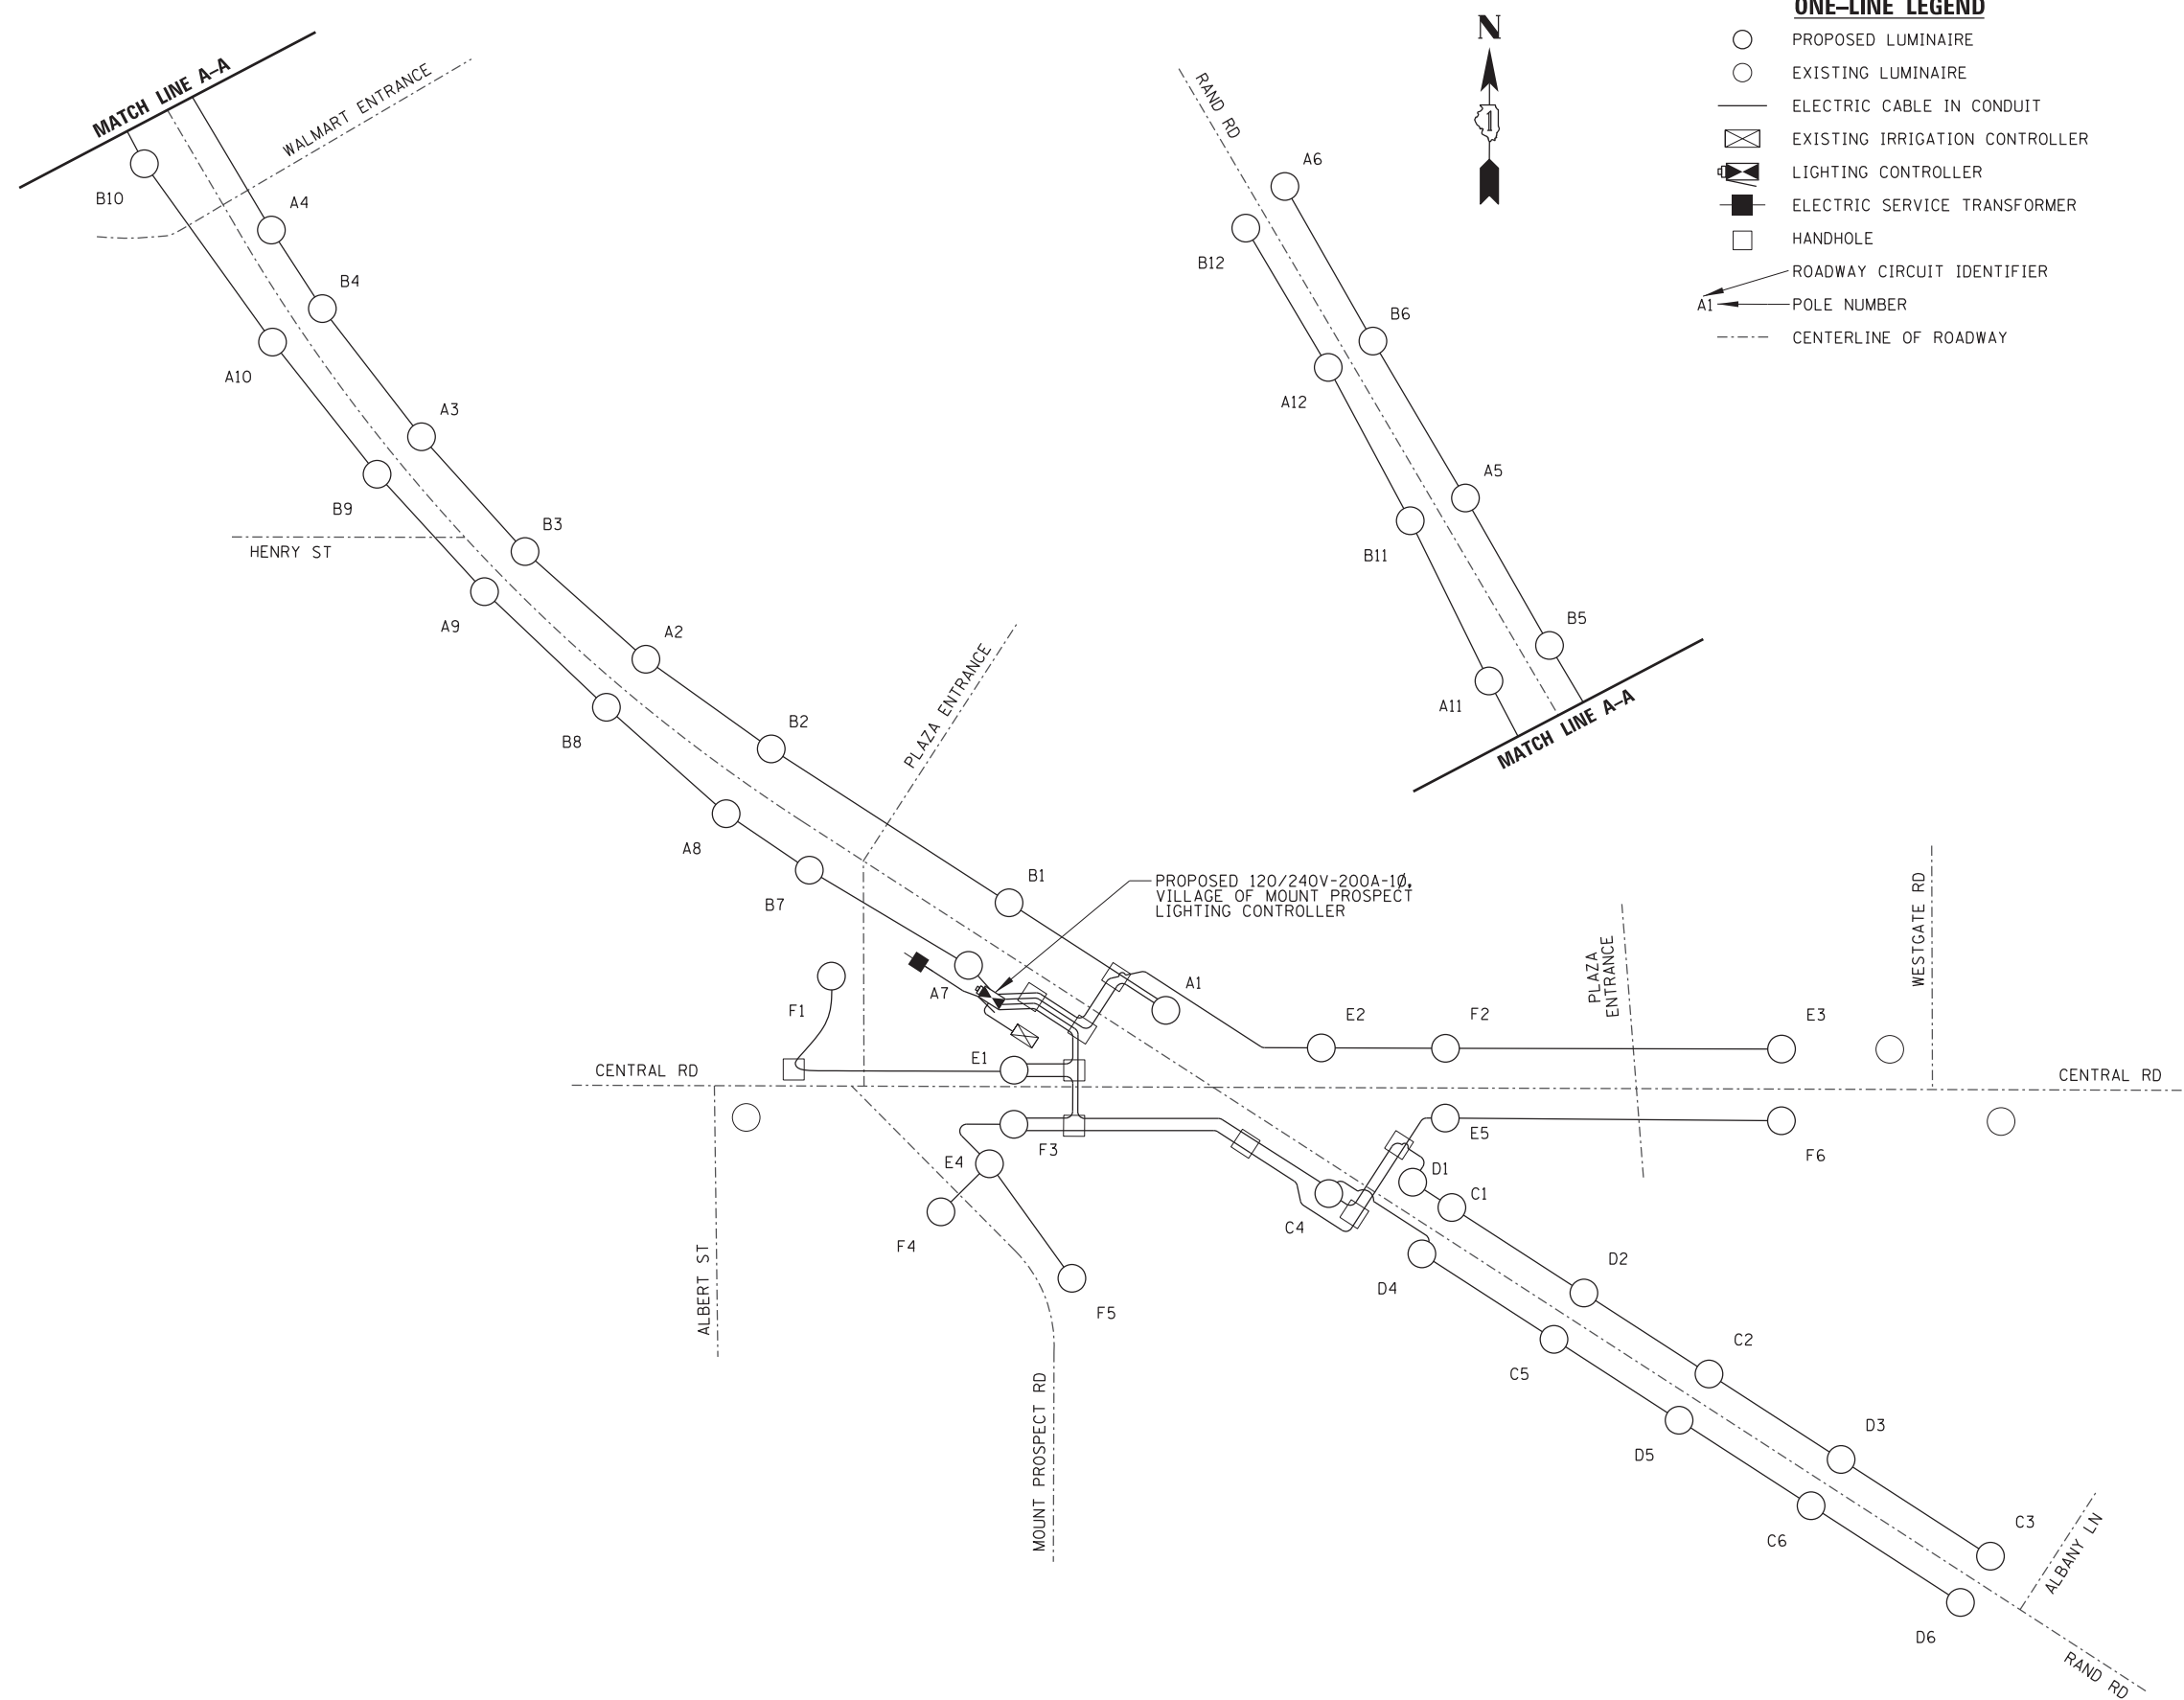 ONE-LINE LEGEND
PROPOSED LUMINAIRE
EXISTING LUMINAIRE
ELECTRIC CABLE IN CONDUIT
EXISTING IRRIGATION CONTROLLER
LIGHTING CONTROLLER
ELECTRIC SERVICE TRANSFORMER
HANDHOLE
ROADWAY CIRCUIT IDENTIFIER
A1
POLE NUMBER
CENTERLINE OF ROADWAY
N
1
MATCH LINE A-A
WALMART ENTRANCE
B10
A4
B4
A10
A3
B9
B3
HENRY ST
A9
A2
B8
B2
PLAZA ENTRANCE
A8
B7
B1
RAND RD
A6
B12
B6
A12
A5
B11
B5
A11
MATCH LINE A-A
PROPOSED 120/240V-200A-1Ø,
VILLAGE OF MOUNT PROSPECT
LIGHTING CONTROLLER
A7
A1
F1
E1
E2
F2
PLAZA
ENTRANCE
E3
WESTGATE RD
CENTRAL RD
CENTRAL RD
F3
E4
F4
F5
ALBERT ST
MOUNT PROSPECT RD
E5
F6
D1
C1
C4
D4
D2
C5
C2
D5
D3
C6
C3
D6
ALBANY LN
RAND RD